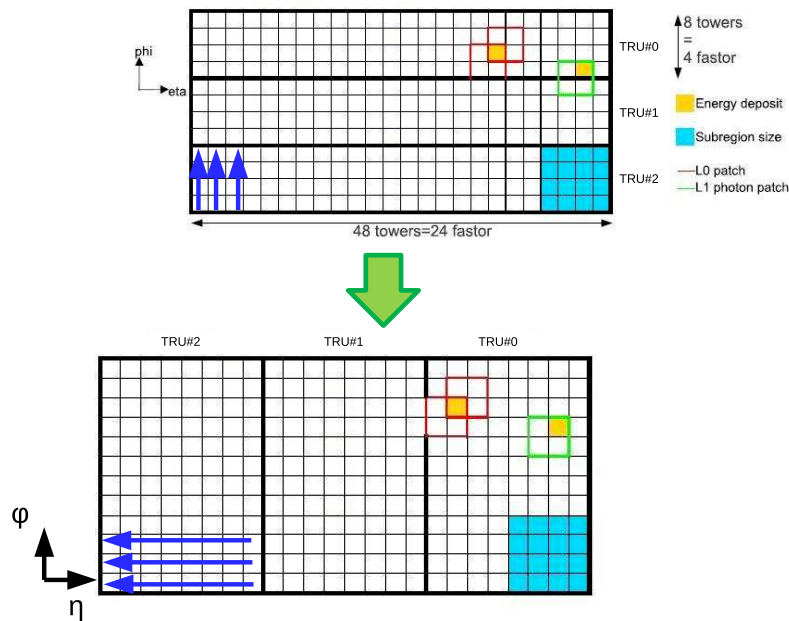 phi
eta
TRU#0
TRU#1
TRU#2
8 towers
=
4 fastor
Energy deposit
Subregion size
L0 patch
L1 photon patch
48 towers=24 fastor
TRU#2 TRU#1 TRU#0
φ
η